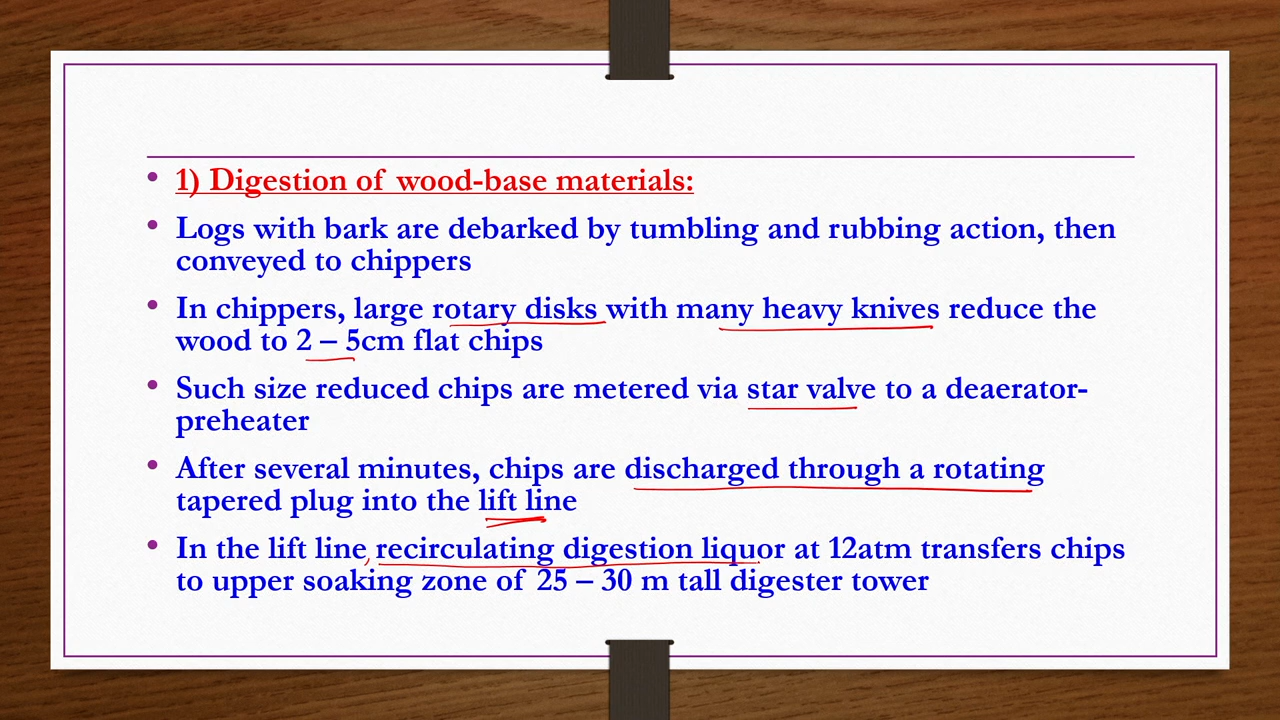 • 1) Digestion of wood-base materials:
• Logs with bark are debarked by tumbling and rubbing action, then
conveyed to chippers
• In chippers, large rotary disks with many heavy knives reduce the
wood to 2 – 5cm flat chips
• Such size reduced chips are metered via star valve to a deaerator-
preheater
• After several minutes, chips are discharged through a rotating
tapered plug into the lift line
• In the lift line, recirculating digestion liquor at 12atm transfers chips
to upper soaking zone of 25 – 30 m tall digester tower